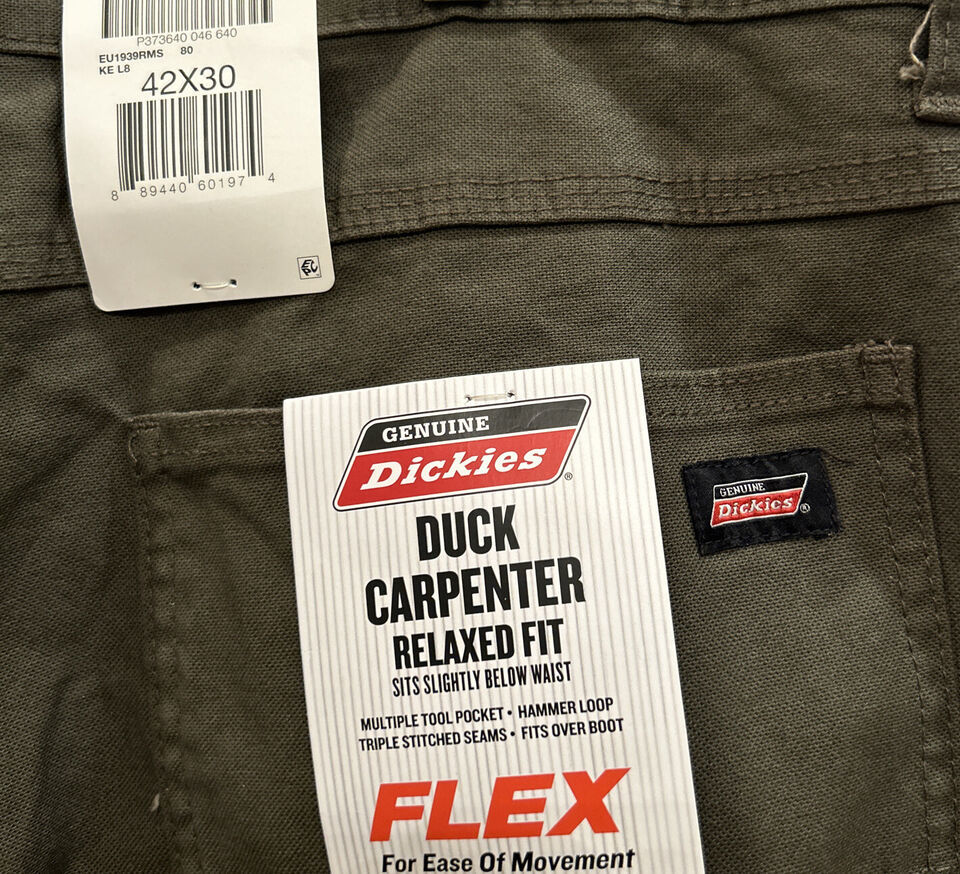 P373640 046 640
EU1939RMS 80
KE L8
42X30
8 89440 60197 4
EPC
GENUINE
Dickies®
DUCK
CARPENTER
RELAXED FIT
SITS SLIGHTLY BELOW WAIST
MULTIPLE TOOL POCKET • HAMMER LOOP
TRIPLE STITCHED SEAMS • FITS OVER BOOT
FLEX
For Ease Of Movement
GENUINE
Dickies®